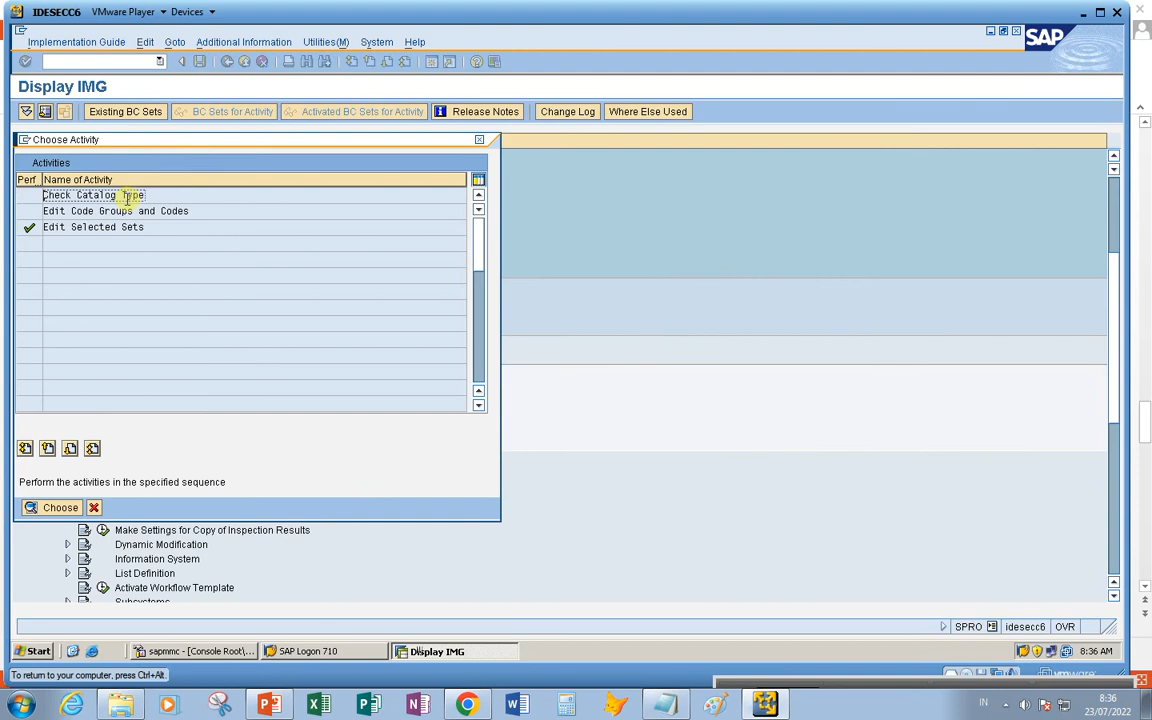 IDESECC6 VMware Player Devices
Implementation Guide Edit Goto Additional Information Utilities(M) System Help
SAP
Display IMG
Existing BC Sets BC Sets for Activity Activated BC Sets for Activity Release Notes Change Log Where Else Used
Choose Activity
Activities
Perf.. Name of Activity
Check Catalog Type
Edit Code Groups and Codes
Edit Selected Sets
Perform the activities in the specified sequence
Choose
Make Settings for Copy of Inspection Results
Dynamic Modification
Information System
List Definition
Activate Workflow Template
Subsystems
SPRO idesecc6 OVR
Start sapmmc - [Console Root\... SAP Logon 710 Display IMG 8:36 AM
To return to your computer, press Ctrl+Alt.
vmware
IN 8:36
23/07/2022